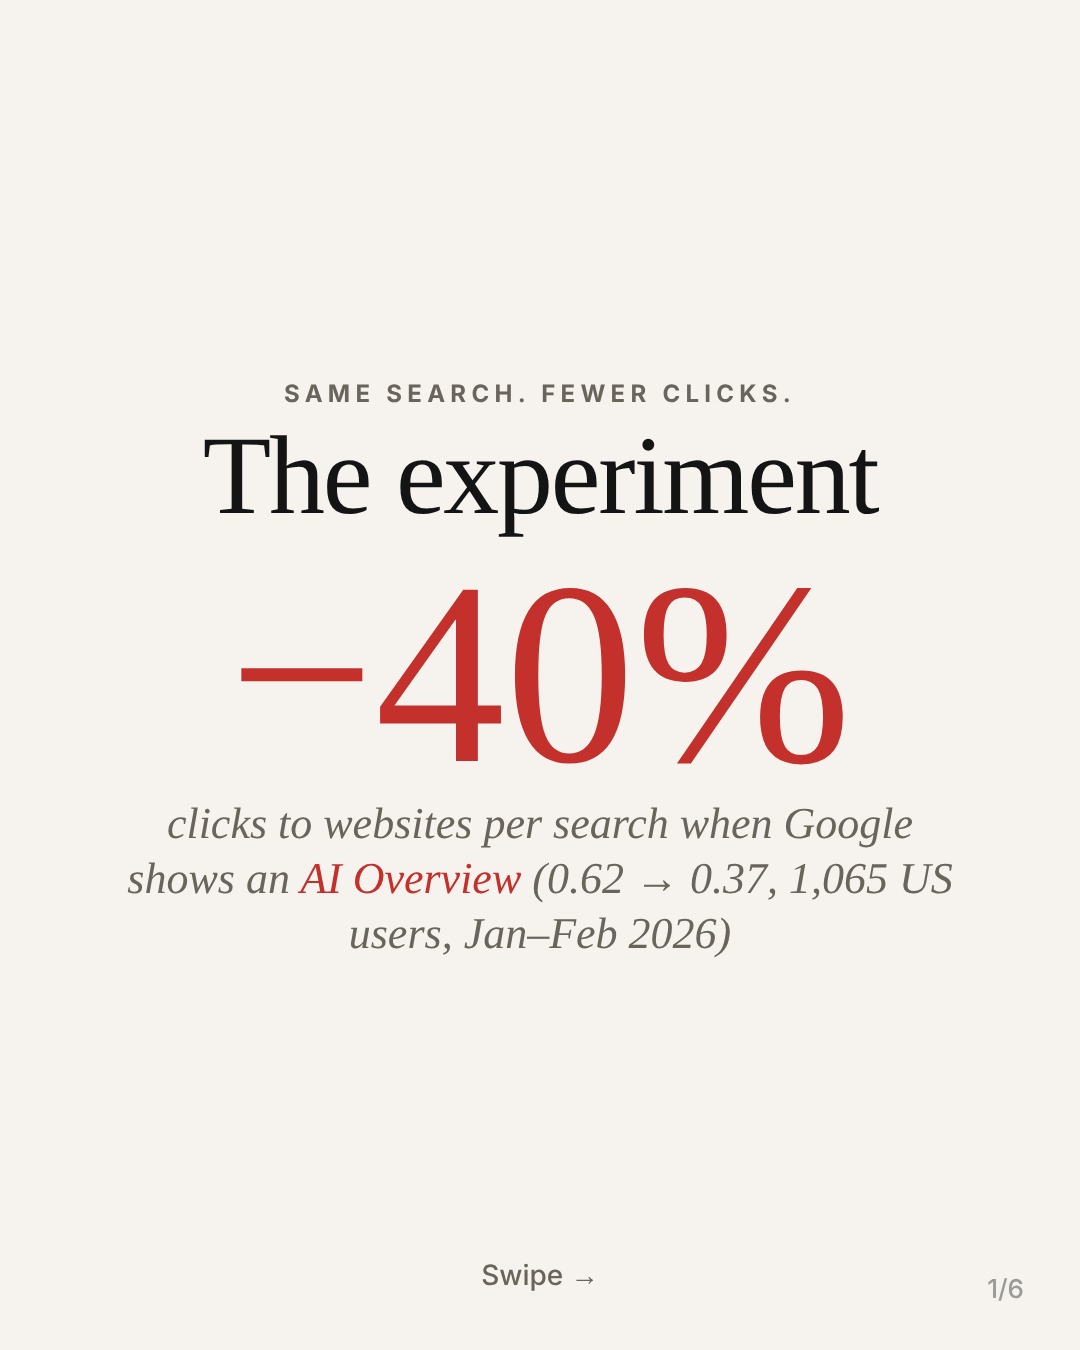 SAME SEARCH. FEWER CLICKS.
The experiment
−40%
clicks to websites per search when Google
shows an AI Overview (0.62 → 0.37, 1,065 US
users, Jan–Feb 2026)
Swipe →
1/6